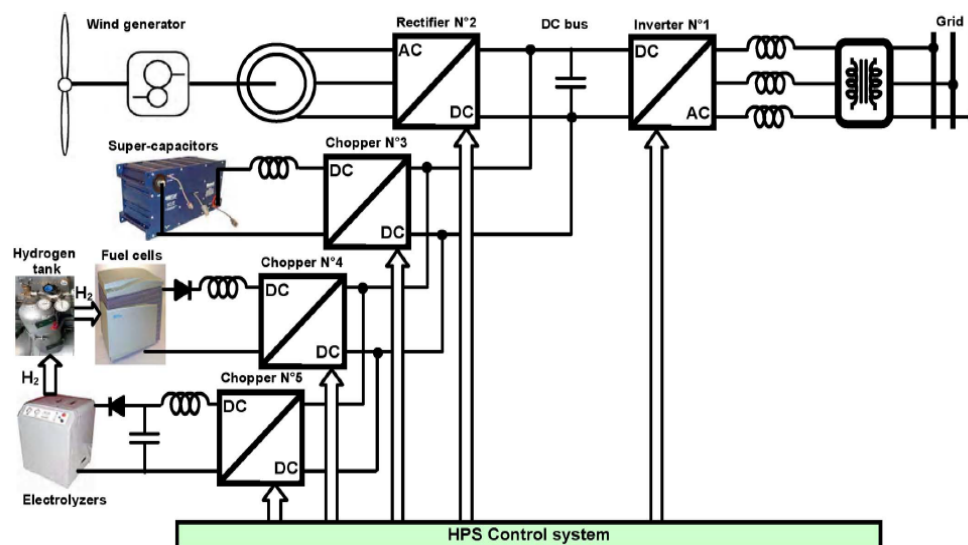 Wind generator
Rectifier N°2
DC bus
Inverter N°1
Grid
AC
DC
DC
AC
Super-capacitors
Chopper N°3
DC
DC
Hydrogen
tank
Fuel cells
Chopper N°4
H2
DC
DC
H2
Chopper N°5
DC
DC
Electrolyzers
HPS Control system